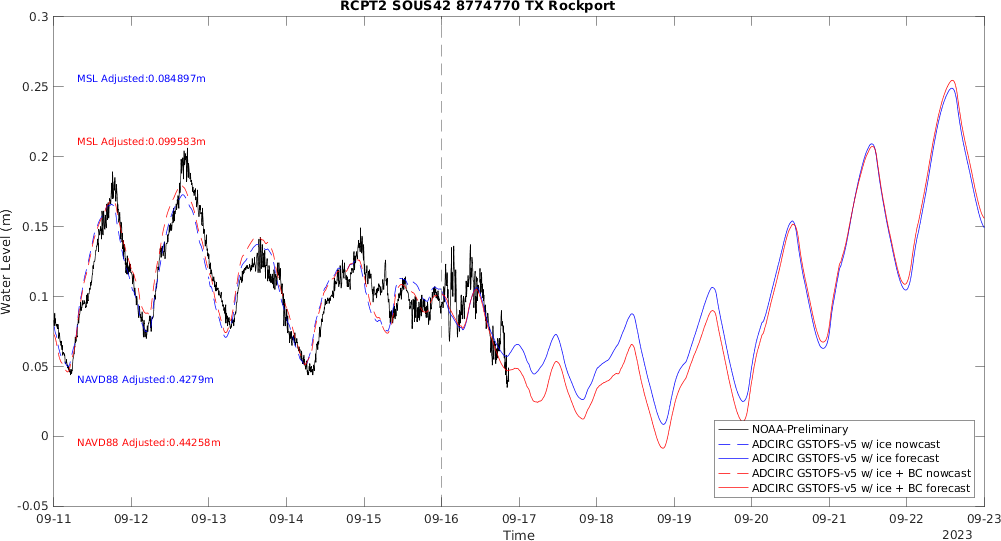 RCPT2 SOUS42 8774770 TX Rockport
0.3
0.25
0.2
0.15
0.1
0.05
0
-0.05
Water Level (m)
MSL Adjusted:0.084897m
MSL Adjusted:0.099583m
NAVD88 Adjusted:0.4279m
NAVD88 Adjusted:0.44258m
NOAA-Preliminary
ADCIRC GSTOFS-v5 w/ ice nowcast
ADCIRC GSTOFS-v5 w/ ice forecast
ADCIRC GSTOFS-v5 w/ ice + BC nowcast
ADCIRC GSTOFS-v5 w/ ice + BC forecast
09-11 09-12 09-13 09-14 09-15 09-16 09-17 09-18 09-19 09-20 09-21 09-22 09-23
Time
2023